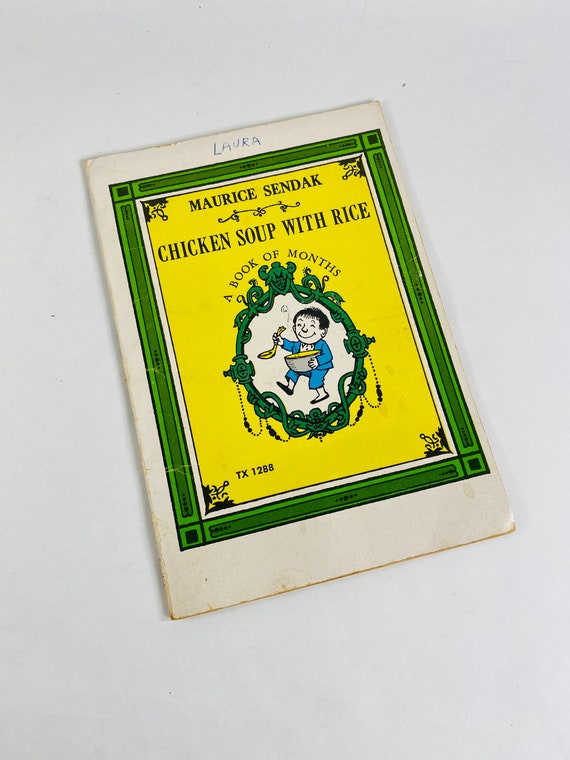 LAURA
MAURICE SENDAK
CHICKEN SOUP WITH RICE
A BOOK OF MONTHS
TX 1288